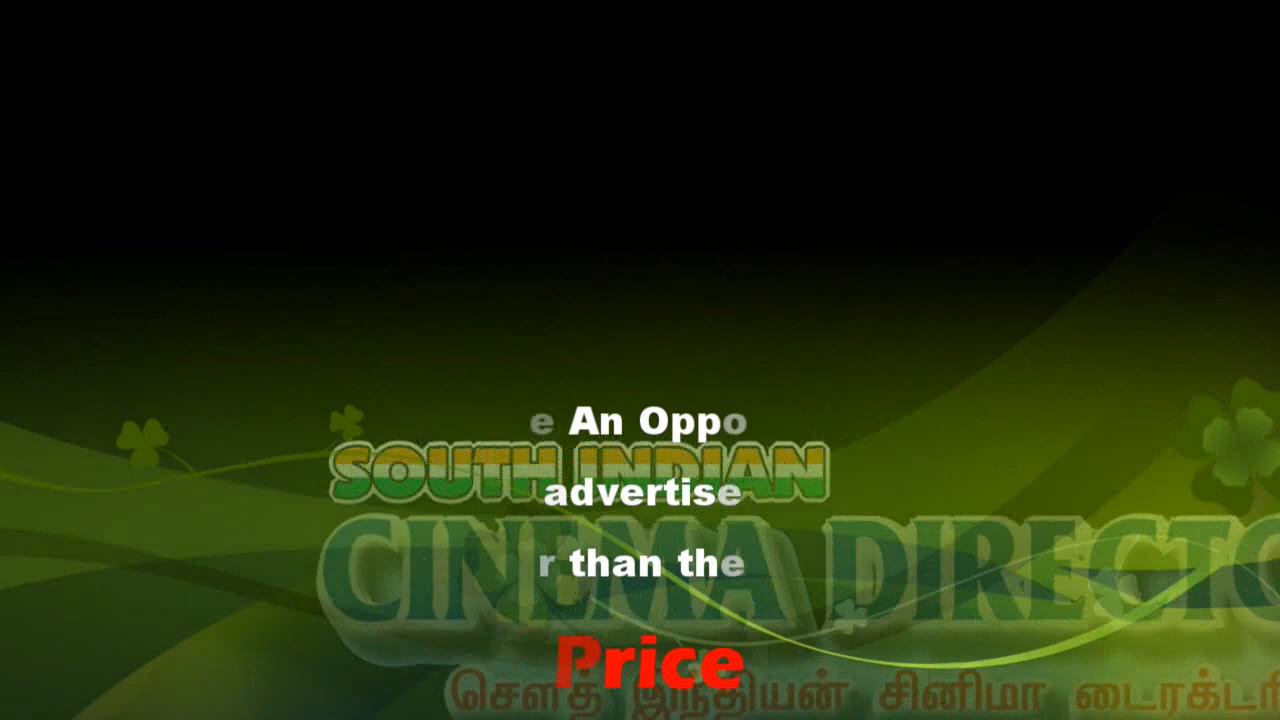 e An Oppo
SOUTH INDIAN
advertise
CINEMA DIRECTO
r than the
Price
சௌத் இந்தியன் சினிமா டைரக்டரி